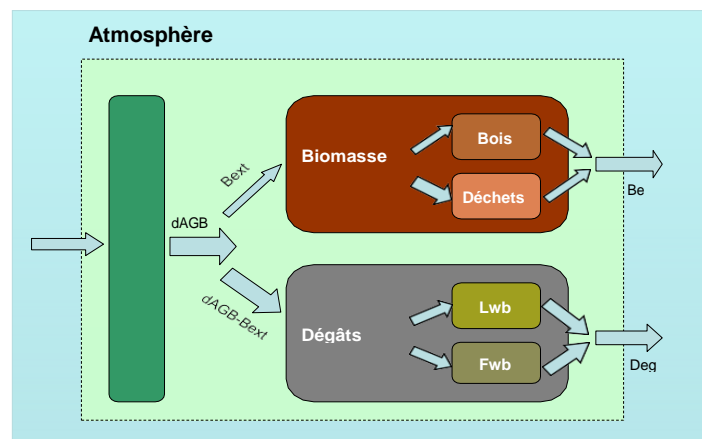 Atmosphère
Biomasse
Bois
Déchets
Bext
Be
dAGB
dAGB-Bext
Dégâts
Lwb
Fwb
Deg